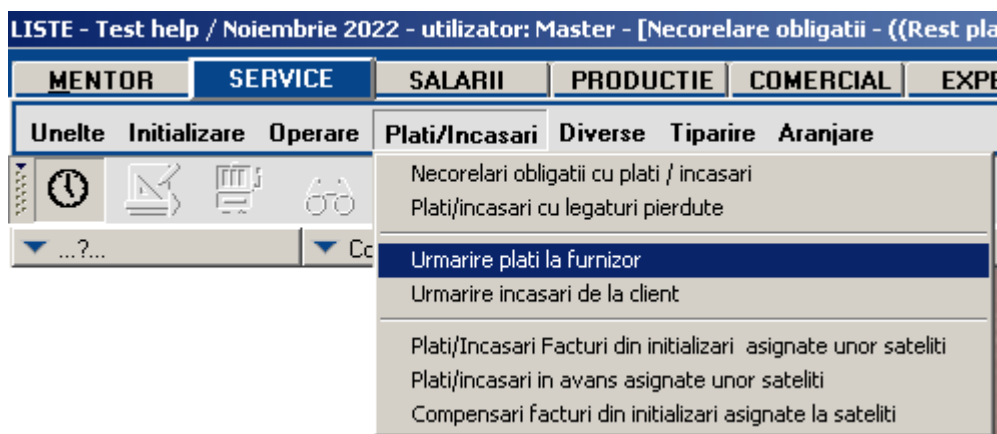 LISTE - Test help / Noiembrie 2022 - utilizator: Master - [Necorelare obligatii - ((Rest pla
MENTOR SERVICE SALARII PRODUCTIE COMERCIAL EXPE
Unelte Initializare Operare Plati/Incasari Diverse Tiparire Aranjare
Necorelari obligatii cu plati / incasari
Plati/incasari cu legaturi pierdute
...?... Co
Urmarire plati la furnizor
Urmarire incasari de la client
Plati/Incasari Facturi din initializari asignate unor sateliti
Plati/incasari in avans asignate unor sateliti
Compensari facturi din initializari asignate la sateliti